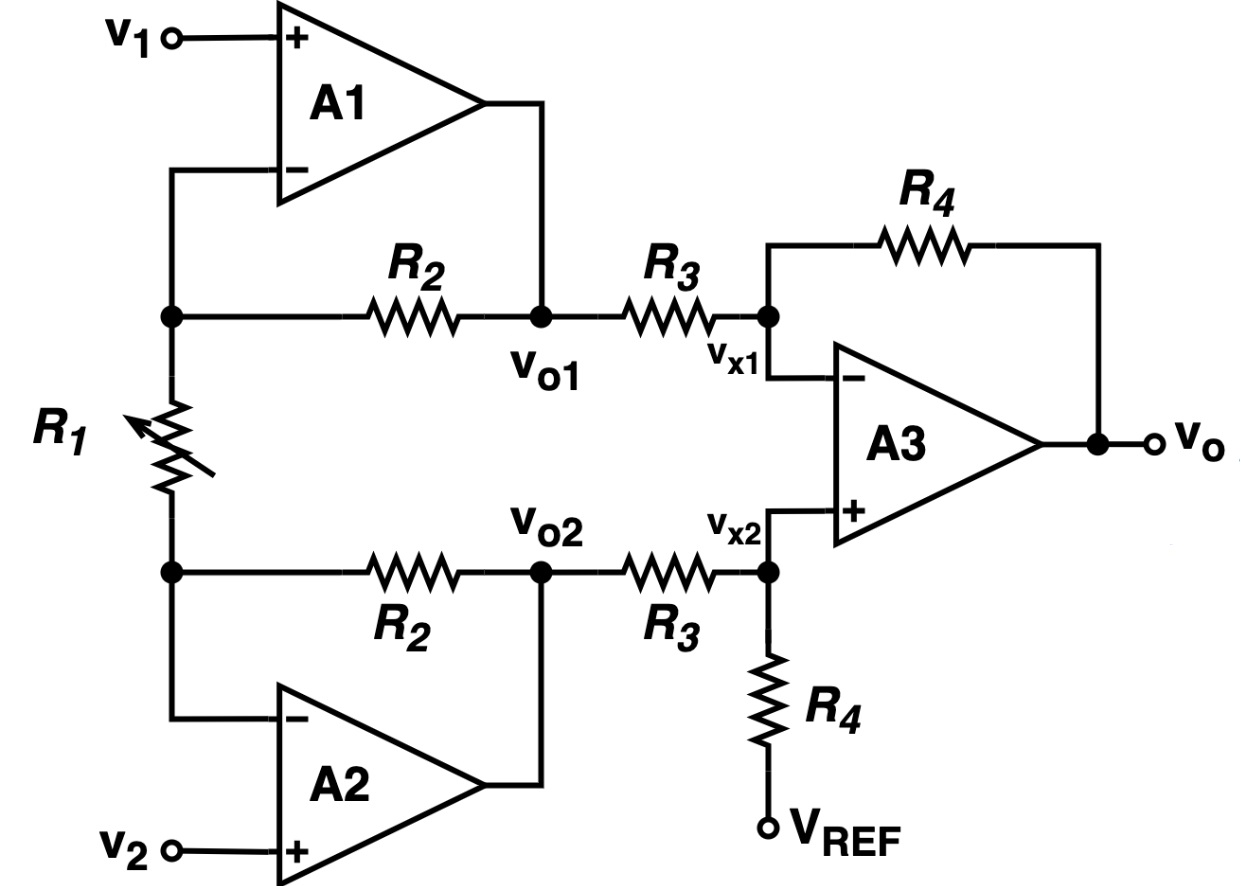 v1
+
A1
−
R4
R2
R3
vo1
vx1
−
R1
A3
vo
vo2
vx2
+
R2
R3
−
R4
A2
v2
+
VREF